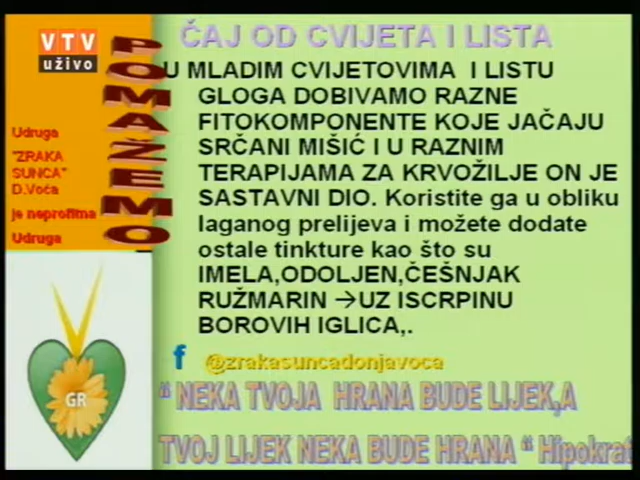 VTV
uživo
Udruga
"ZRAKA
SUNCA"
D.Voća
je neprofitna
Udruga
POMAŽEMO
ČAJ OD CVIJETA I LISTA
U MLADIM CVIJETOVIMA I LISTU
GLOGA DOBIVAMO RAZNE
FITOKOMPONENTE KOJE JAČAJU
SRČANI MIŠIĆ I U RAZNIM
TERAPIJAMA ZA KRVOŽILJE ON JE
SASTAVNI DIO. Koristite ga u obliku
laganog prelijeva i možete dodate
ostale tinkture kao što su
IMELA,ODOLJEN,ČEŠNJAK
RUŽMARIN →UZ ISCRPINU
BOROVIH IGLICA,.
f @zrakasuncadonjavoca
" NEKA TVOJA HRANA BUDE LIJEK,A
TVOJ LIJEK NEKA BUDE HRANA " Hipokrat
GR